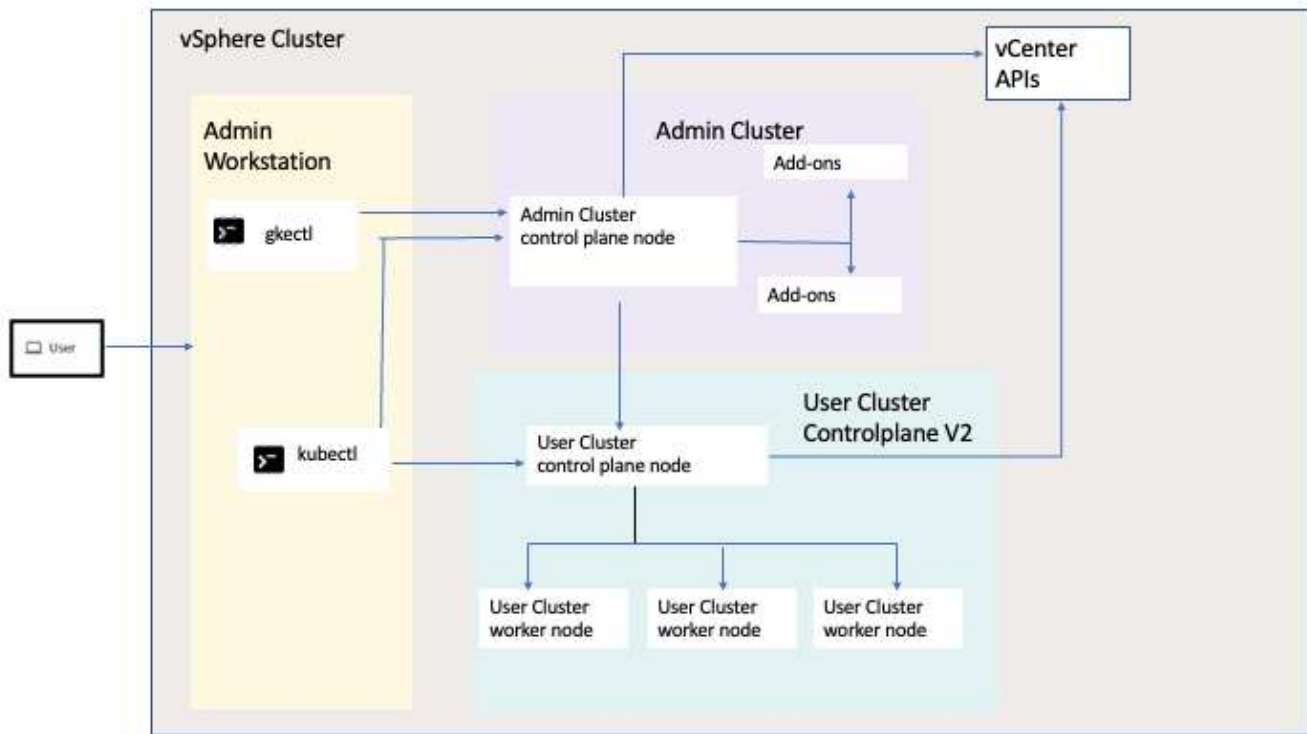 vSphere Cluster
vCenter
APIs
Admin
Workstation
Admin Cluster
Add-ons
gkectl
Admin Cluster
control plane node
Add-ons
User
User Cluster
Controlplane V2
kubectl
User Cluster
control plane node
User Cluster
worker node
User Cluster
worker node
User Cluster
worker node